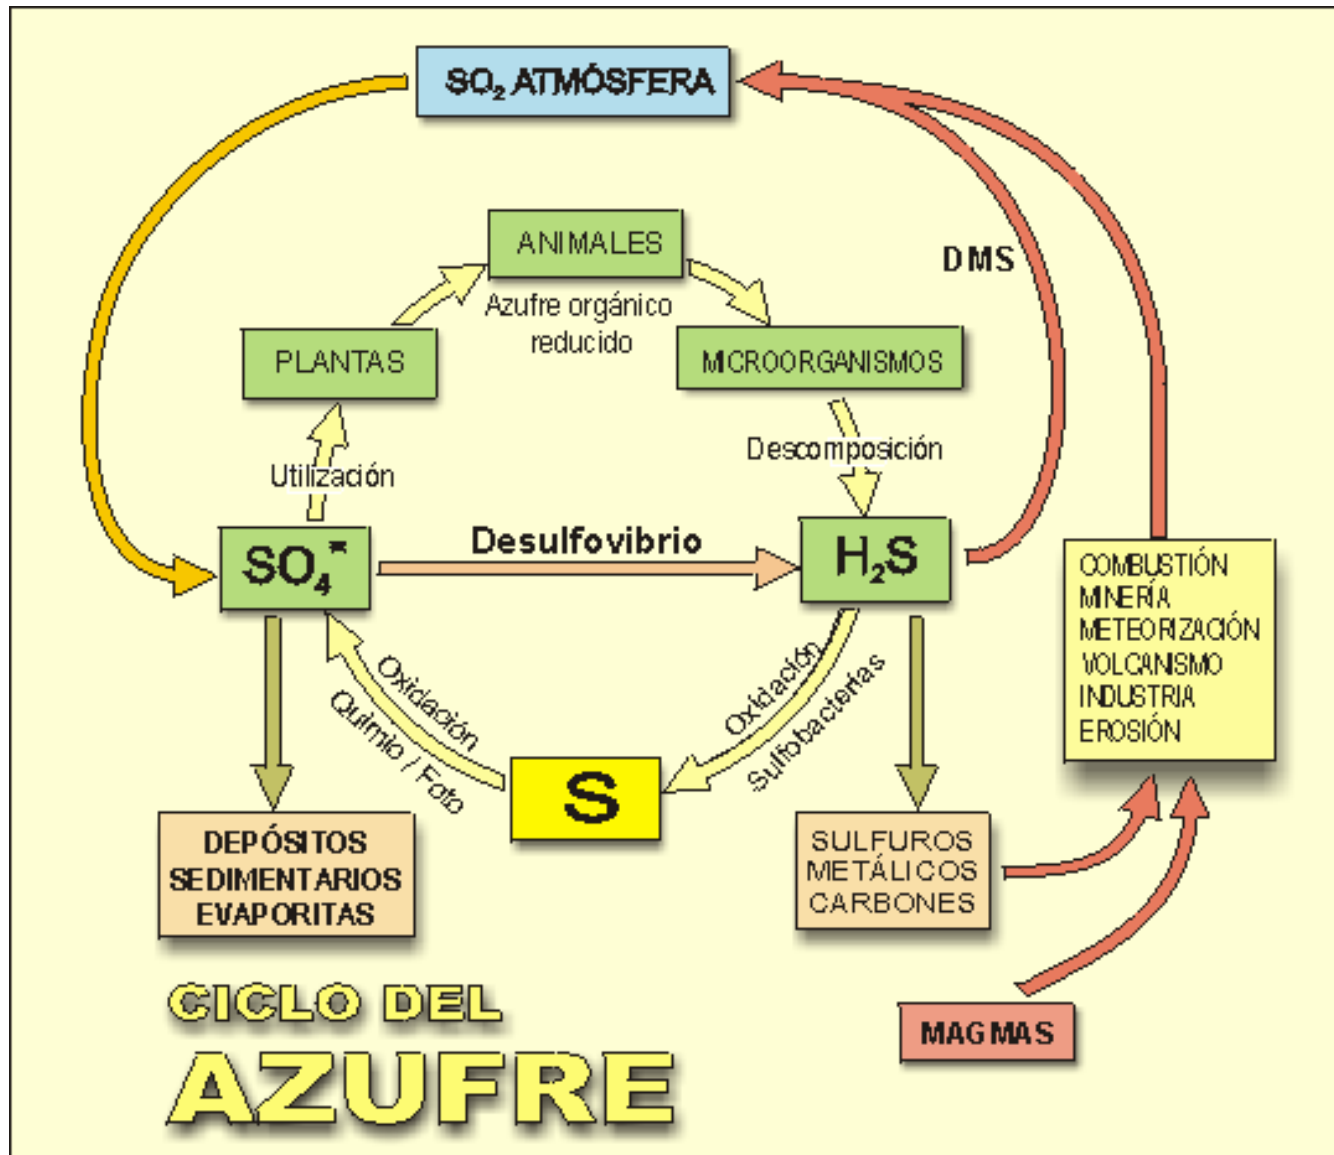 SO₂ ATMÓSFERA
ANIMALES
DMS
Azufre orgánico
reducido
PLANTAS
MICROORGANISMOS
Utilización
Descomposición
Desulfovibrio
SO₄⁼
H₂S
COMBUSTIÓN
MINERÍA
METEORIZACIÓN
VOLCANISMO
INDUSTRIA
EROSIÓN
Oxidación
Quimio / Foto
Oxidación
Sulfobacterias
S
DEPÓSITOS
SEDIMENTARIOS
EVAPORITAS
SULFUROS
METÁLICOS
CARBONES
MAGMAS
CICLO DEL
AZUFRE